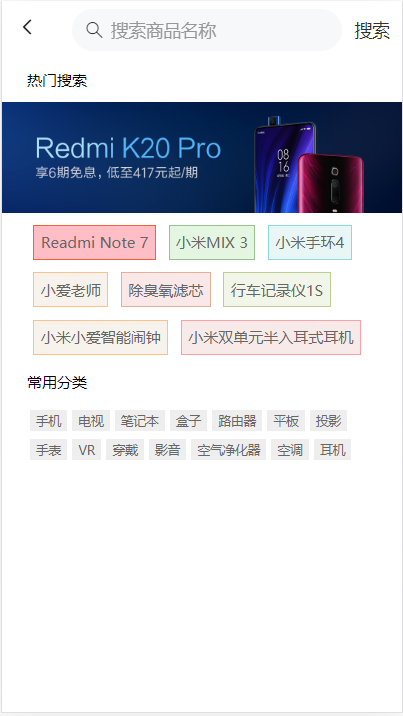 搜索商品名称 搜索
热门搜索
Redmi K20 Pro
享6期免息，低至417元起/期
08
16
Readmi Note 7 小米MIX 3 小米手环4
小爱老师 除臭氧滤芯 行车记录仪1S
小米小爱智能闹钟 小米双单元半入耳式耳机
常用分类
手机 电视 笔记本 盒子 路由器 平板 投影
手表 VR 穿戴 影音 空气净化器 空调 耳机